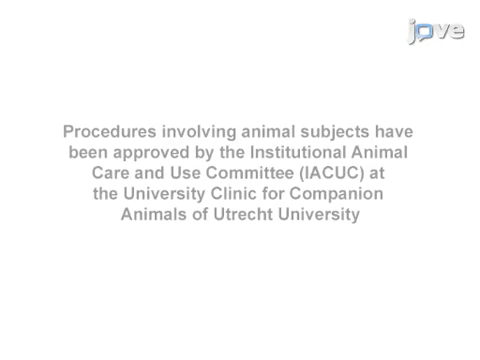 jove
Procedures involving animal subjects have
been approved by the Institutional Animal
Care and Use Committee (IACUC) at
the University Clinic for Companion
Animals of Utrecht University